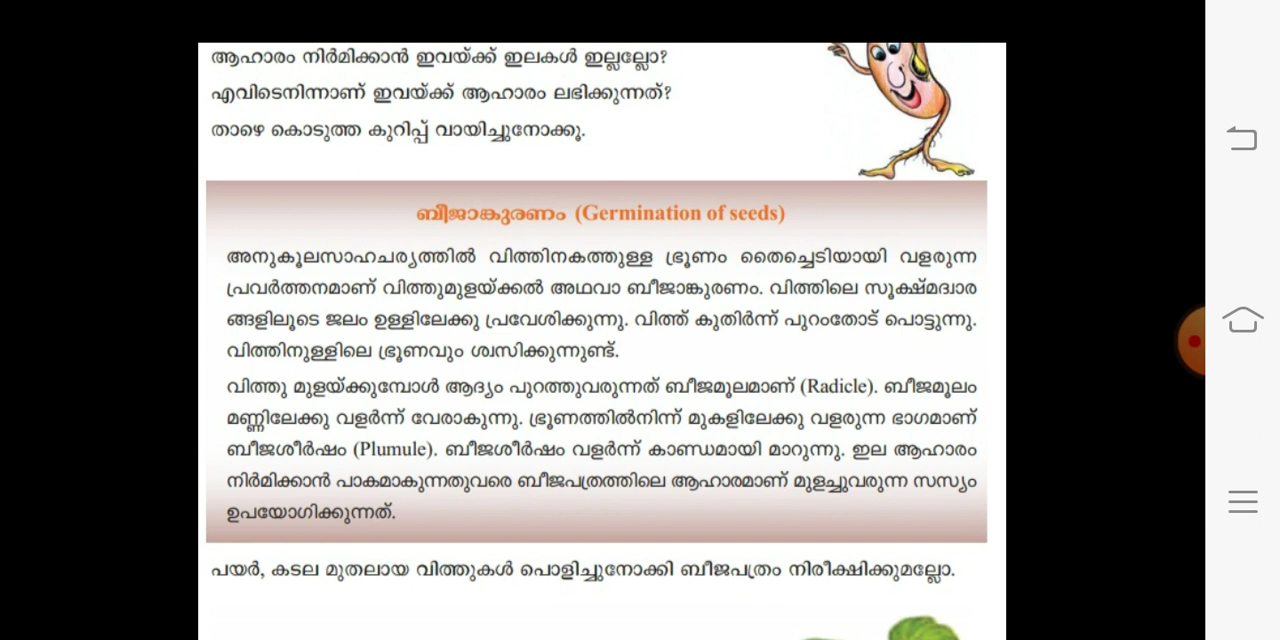 ആഹാരം നിർമിക്കാൻ ഇവയ്ക്ക് ഇലകൾ ഇല്ലല്ലോ?
എവിടെനിന്നാണ് ഇവയ്ക്ക് ആഹാരം ലഭിക്കുന്നത്?
താഴെ കൊടുത്ത കുറിപ്പ് വായിച്ചുനോക്കൂ.
ബീജാങ്കുരണം (Germination of seeds)
അനുകൂലസാഹചര്യത്തിൽ വിത്തിനകത്തുള്ള ഭ്രൂണം തൈച്ചെടിയായി വളരുന്ന
പ്രവർത്തനമാണ് വിത്തുമുളയ്ക്കൽ അഥവാ ബീജാങ്കുരണം. വിത്തിലെ സൂക്ഷ്മദ്വാര
ങ്ങളിലൂടെ ജലം ഉള്ളിലേക്കു പ്രവേശിക്കുന്നു. വിത്ത് കുതിർന്ന് പുറംതോട് പൊട്ടുന്നു.
വിത്തിനുള്ളിലെ ഭ്രൂണവും ശ്വസിക്കുന്നുണ്ട്.
വിത്തു മുളയ്ക്കുമ്പോൾ ആദ്യം പുറത്തുവരുന്നത് ബീജമൂലമാണ് (Radicle). ബീജമൂലം
മണ്ണിലേക്കു വളർന്ന് വേരാകുന്നു. ഭ്രൂണത്തിൽനിന്ന് മുകളിലേക്കു വളരുന്ന ഭാഗമാണ്
ബീജശീർഷം (Plumule). ബീജശീർഷം വളർന്ന് കാണ്ഡമായി മാറുന്നു. ഇല ആഹാരം
നിർമിക്കാൻ പാകമാകുന്നതുവരെ ബീജപത്രത്തിലെ ആഹാരമാണ് മുളച്ചുവരുന്ന സസ്യം
ഉപയോഗിക്കുന്നത്.
പയർ, കടല മുതലായ വിത്തുകൾ പൊളിച്ചുനോക്കി ബീജപത്രം നിരീക്ഷിക്കുമല്ലോ.